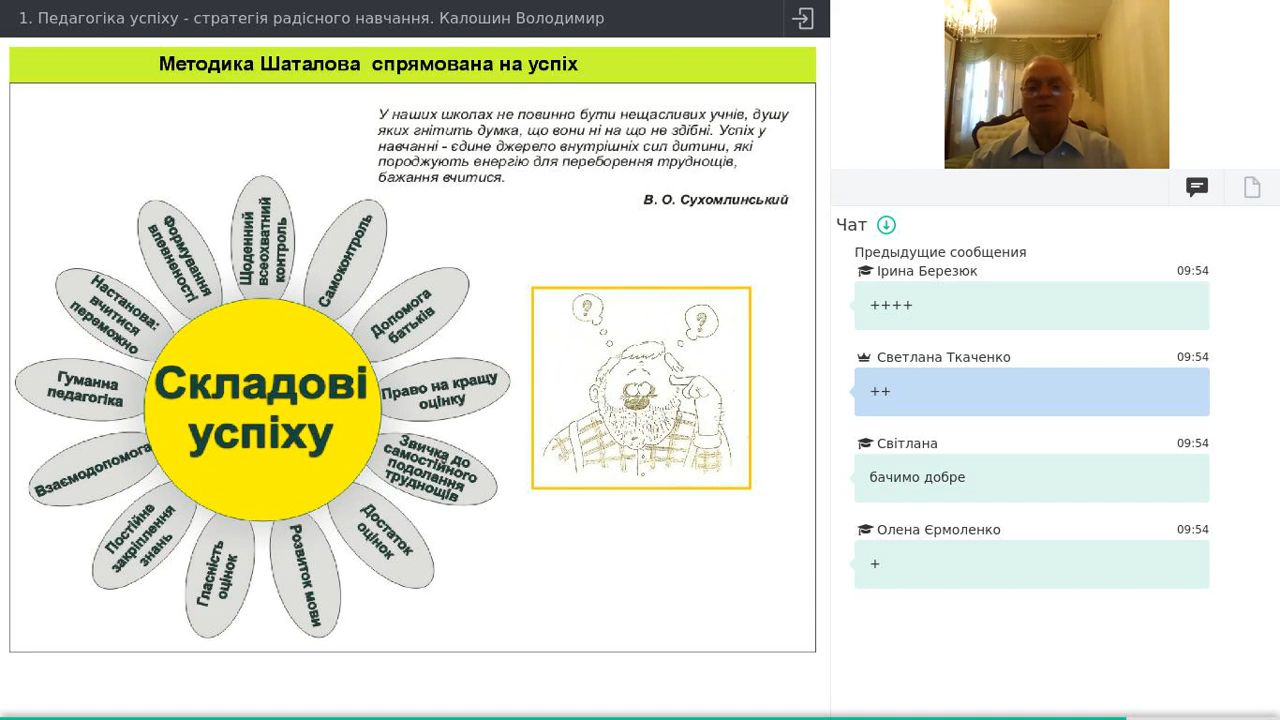 1. Педагогіка успіху - стратегія радісного навчання. Калошин Володимир
Методика Шаталова спрямована на успіх
У наших школах не повинно бути нещасливих учнів, душу
яких гнітить думка, що вони ні на що не здібні. Успіх у
навчанні - єдине джерело внутрішніх сил дитини, які
породжують енергію для переборення труднощів,
бажання вчитися.
В. О. Сухомлинський
Складові
успіху
Щоденний
всеохватний
контроль
Самоконтроль
Допомога
батьків
Право на кращу
оцінку
Звичка до
самостійного
подолання
труднощів
Достаток
оцінок
Розвиток мови
Гласність
оцінок
Постійне
закріплення
знань
Взаємодопомога
Гуманна
педагогіка
Настанова:
вчитися
переможно
Формування
впевненості
?
?
Чат
Предыдущие сообщения
Ірина Березюк 09:54
++++
Светлана Ткаченко 09:54
++
Світлана 09:54
бачимо добре
Олена Єрмоленко 09:54
+